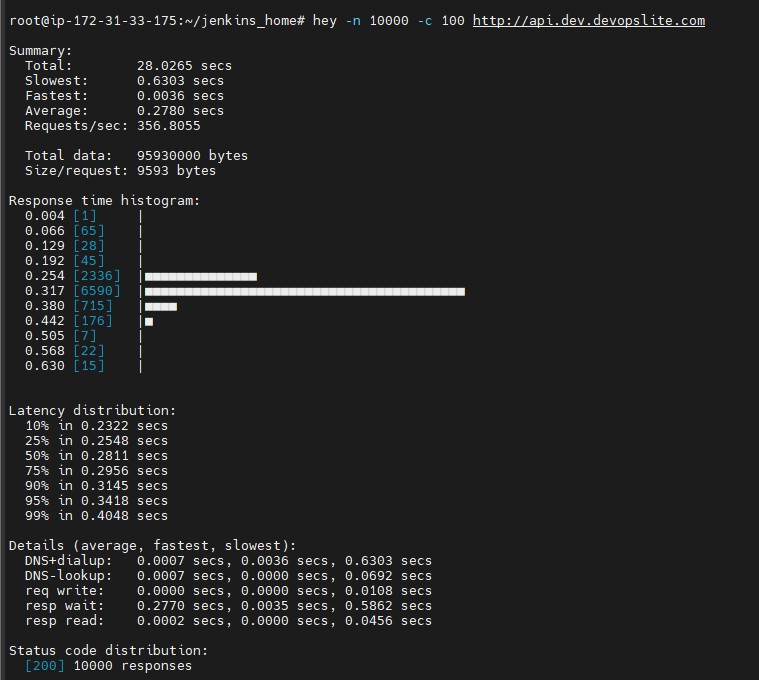 root@ip-172-31-33-175:~/jenkins_home# hey -n 10000 -c 100 http://api.dev.devopslite.com
Summary:
  Total:        28.0265 secs
  Slowest:      0.6303 secs
  Fastest:      0.0036 secs
  Average:      0.2780 secs
  Requests/sec: 356.8055
  Total data:   95930000 bytes
  Size/request: 9593 bytes
Response time histogram:
  0.004 [1]     |
  0.066 [65]    |
  0.129 [28]    |
  0.192 [45]    |
  0.254 [2336]  |■■■■■■■■■■■■■■
  0.317 [6590]  |■■■■■■■■■■■■■■■■■■■■■■■■■■■■■■■■■■■■■■■■
  0.380 [715]   |■■■■
  0.442 [176]   |■
  0.505 [7]     |
  0.568 [22]    |
  0.630 [15]    |
Latency distribution:
  10% in 0.2322 secs
  25% in 0.2548 secs
  50% in 0.2811 secs
  75% in 0.2956 secs
  90% in 0.3145 secs
  95% in 0.3418 secs
  99% in 0.4048 secs
Details (average, fastest, slowest):
  DNS+dialup:   0.0007 secs, 0.0036 secs, 0.6303 secs
  DNS-lookup:   0.0007 secs, 0.0000 secs, 0.0692 secs
  req write:    0.0000 secs, 0.0000 secs, 0.0108 secs
  resp wait:    0.2770 secs, 0.0035 secs, 0.5862 secs
  resp read:    0.0002 secs, 0.0000 secs, 0.0456 secs
Status code distribution:
  [200] 10000 responses